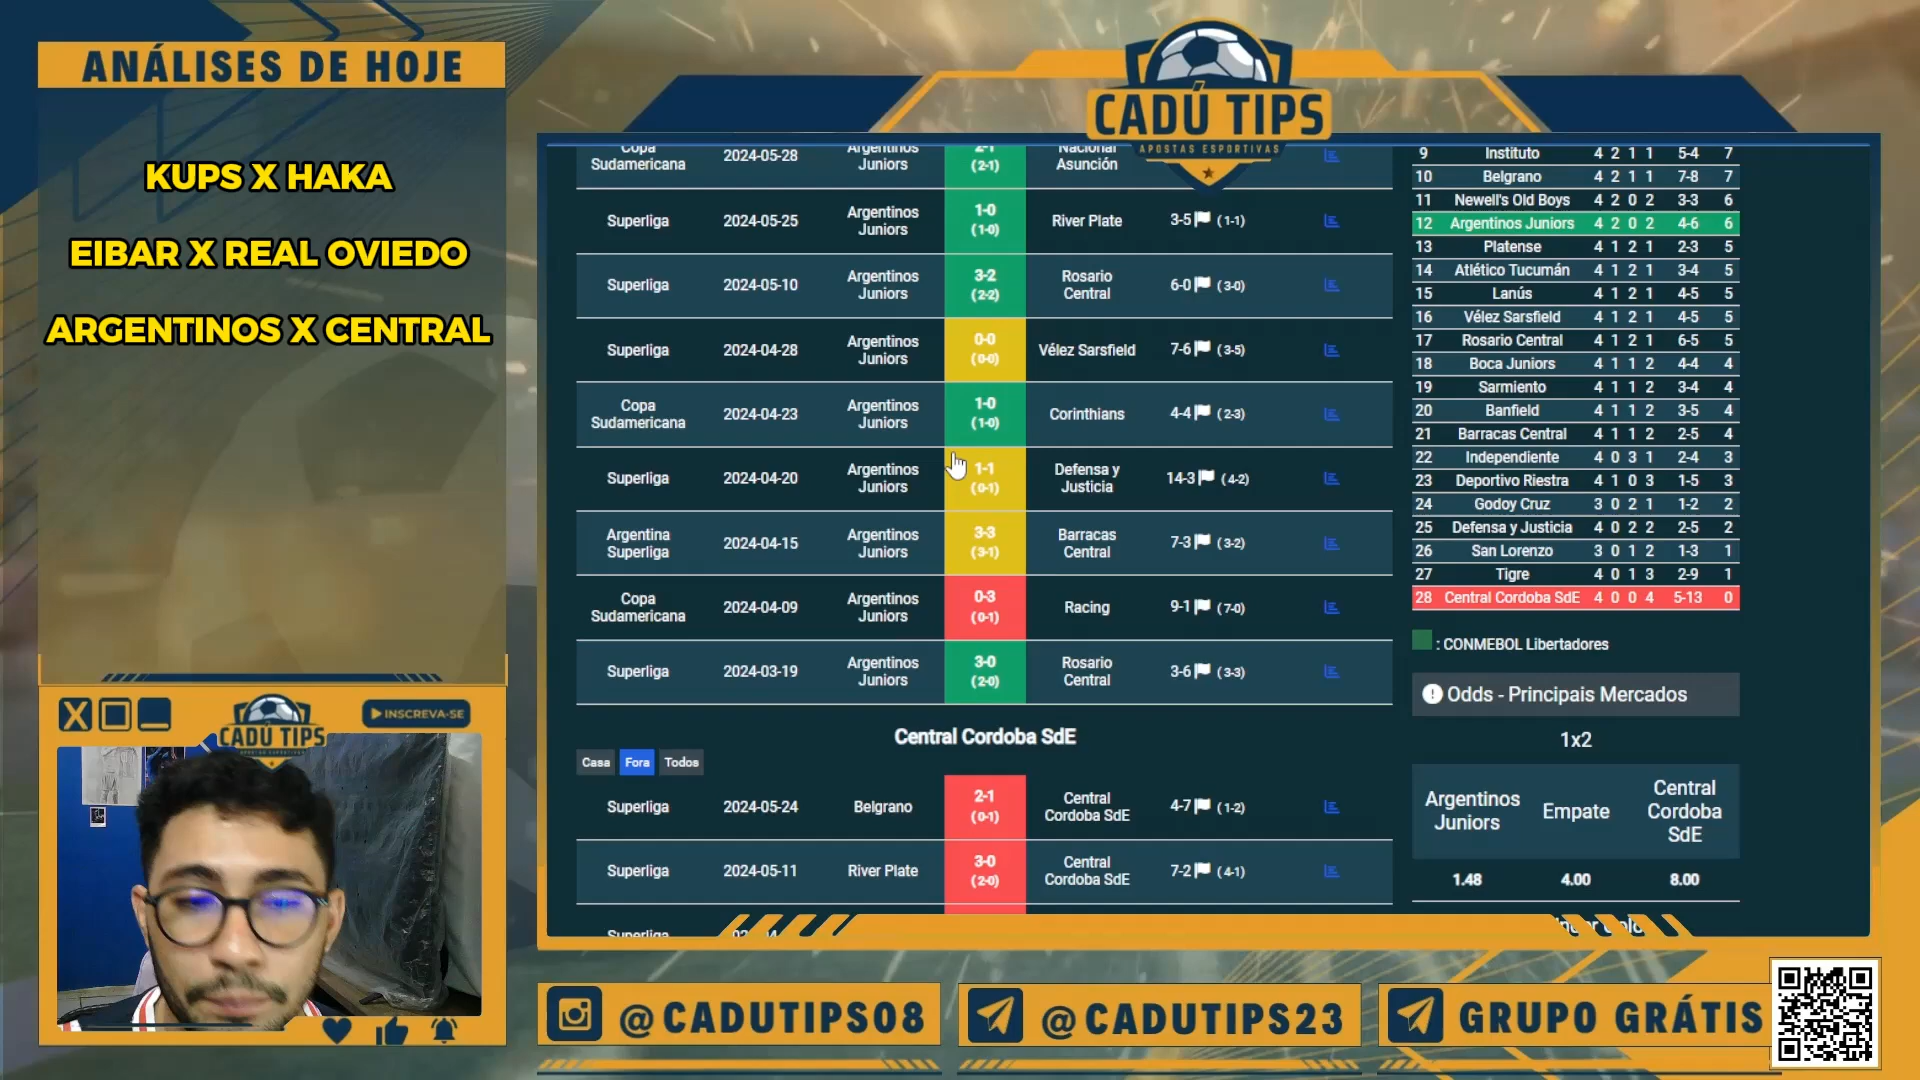 ANÁLISES DE HOJE
KUPS X HAKA
EIBAR X REAL OVIEDO
ARGENTINOS X CENTRAL
CADÚ TIPS
APOSTAS ESPORTIVAS
Copa Sudamericana 2024-05-28 Argentinos Juniors 2-1 (2-1) Nacional Asunción
Superliga 2024-05-25 Argentinos Juniors 1-0 (1-0) River Plate 3-5 (1-1)
Superliga 2024-05-10 Argentinos Juniors 3-2 (2-2) Rosario Central 6-0 (3-0)
Superliga 2024-04-28 Argentinos Juniors 0-0 (0-0) Vélez Sarsfield 7-6 (3-5)
Copa Sudamericana 2024-04-23 Argentinos Juniors 1-0 (1-0) Corinthians 4-4 (2-3)
Superliga 2024-04-20 Argentinos Juniors 1-1 (0-1) Defensa y Justicia 14-3 (4-2)
Argentina Superliga 2024-04-15 Argentinos Juniors 3-3 (3-1) Barracas Central 7-3 (3-2)
Copa Sudamericana 2024-04-09 Argentinos Juniors 0-3 (0-1) Racing 9-1 (7-0)
Superliga 2024-03-19 Argentinos Juniors 3-0 (2-0) Rosario Central 3-6 (3-3)
Central Cordoba SdE
Casa Fora Todos
Superliga 2024-05-24 Belgrano 2-1 (0-1) Central Cordoba SdE 4-7 (1-2)
Superliga 2024-05-11 River Plate 3-0 (2-0) Central Cordoba SdE 7-2 (4-1)
Superliga
9 Instituto 4 2 1 1 5-4 7
10 Belgrano 4 2 1 1 7-8 7
11 Newell's Old Boys 4 2 0 2 3-3 6
12 Argentinos Juniors 4 2 0 2 4-6 6
13 Platense 4 1 2 1 2-3 5
14 Atlético Tucumán 4 1 2 1 3-4 5
15 Lanús 4 1 2 1 4-5 5
16 Vélez Sarsfield 4 1 2 1 4-5 5
17 Rosario Central 4 1 2 1 6-5 5
18 Boca Juniors 4 1 1 2 4-4 4
19 Sarmiento 4 1 1 2 3-4 4
20 Banfield 4 1 1 2 3-5 4
21 Barracas Central 4 1 1 2 2-5 4
22 Independiente 4 0 3 1 2-4 3
23 Deportivo Riestra 4 1 0 3 1-5 3
24 Godoy Cruz 3 0 2 1 1-2 2
25 Defensa y Justicia 4 0 2 2 2-5 2
26 San Lorenzo 3 0 1 2 1-3 1
27 Tigre 4 0 1 3 2-9 1
28 Central Cordoba SdE 4 0 0 4 5-13 0
: CONMEBOL Libertadores
Odds - Principais Mercados
1x2
Argentinos Juniors Empate Central Cordoba SdE
1.48 4.00 8.00
CADÚ TIPS
APOSTAS ESPORTIVAS
INSCREVA-SE
@CADUTIPS08
@CADUTIPS23
GRUPO GRÁTIS